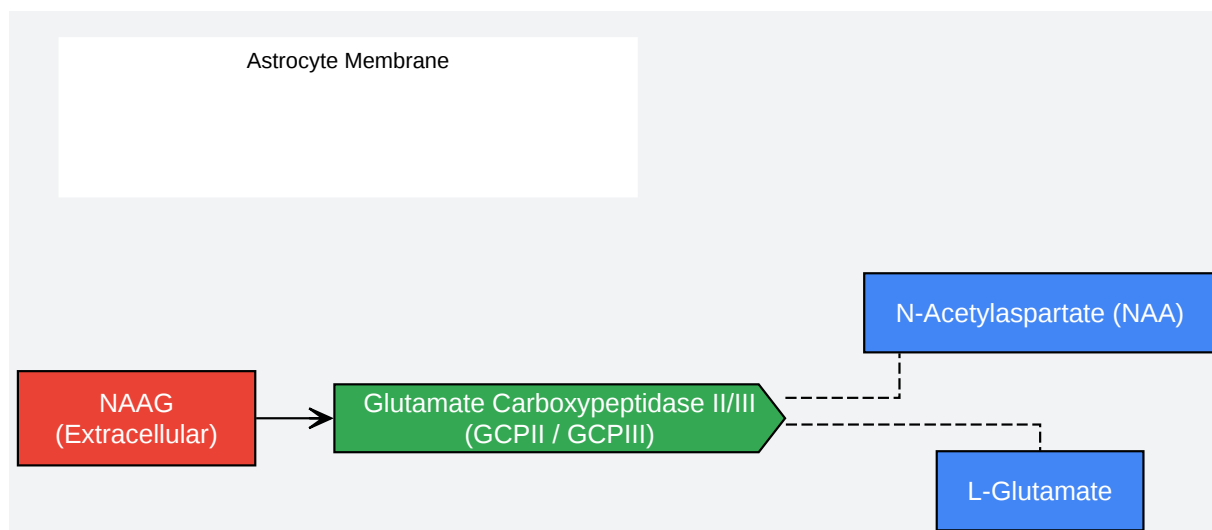 Astrocyte Membrane
N-Acetylaspartate (NAA)
NAAG
(Extracellular)
Glutamate Carboxypeptidase II/III
(GCPII / GCPIII)
L-Glutamate